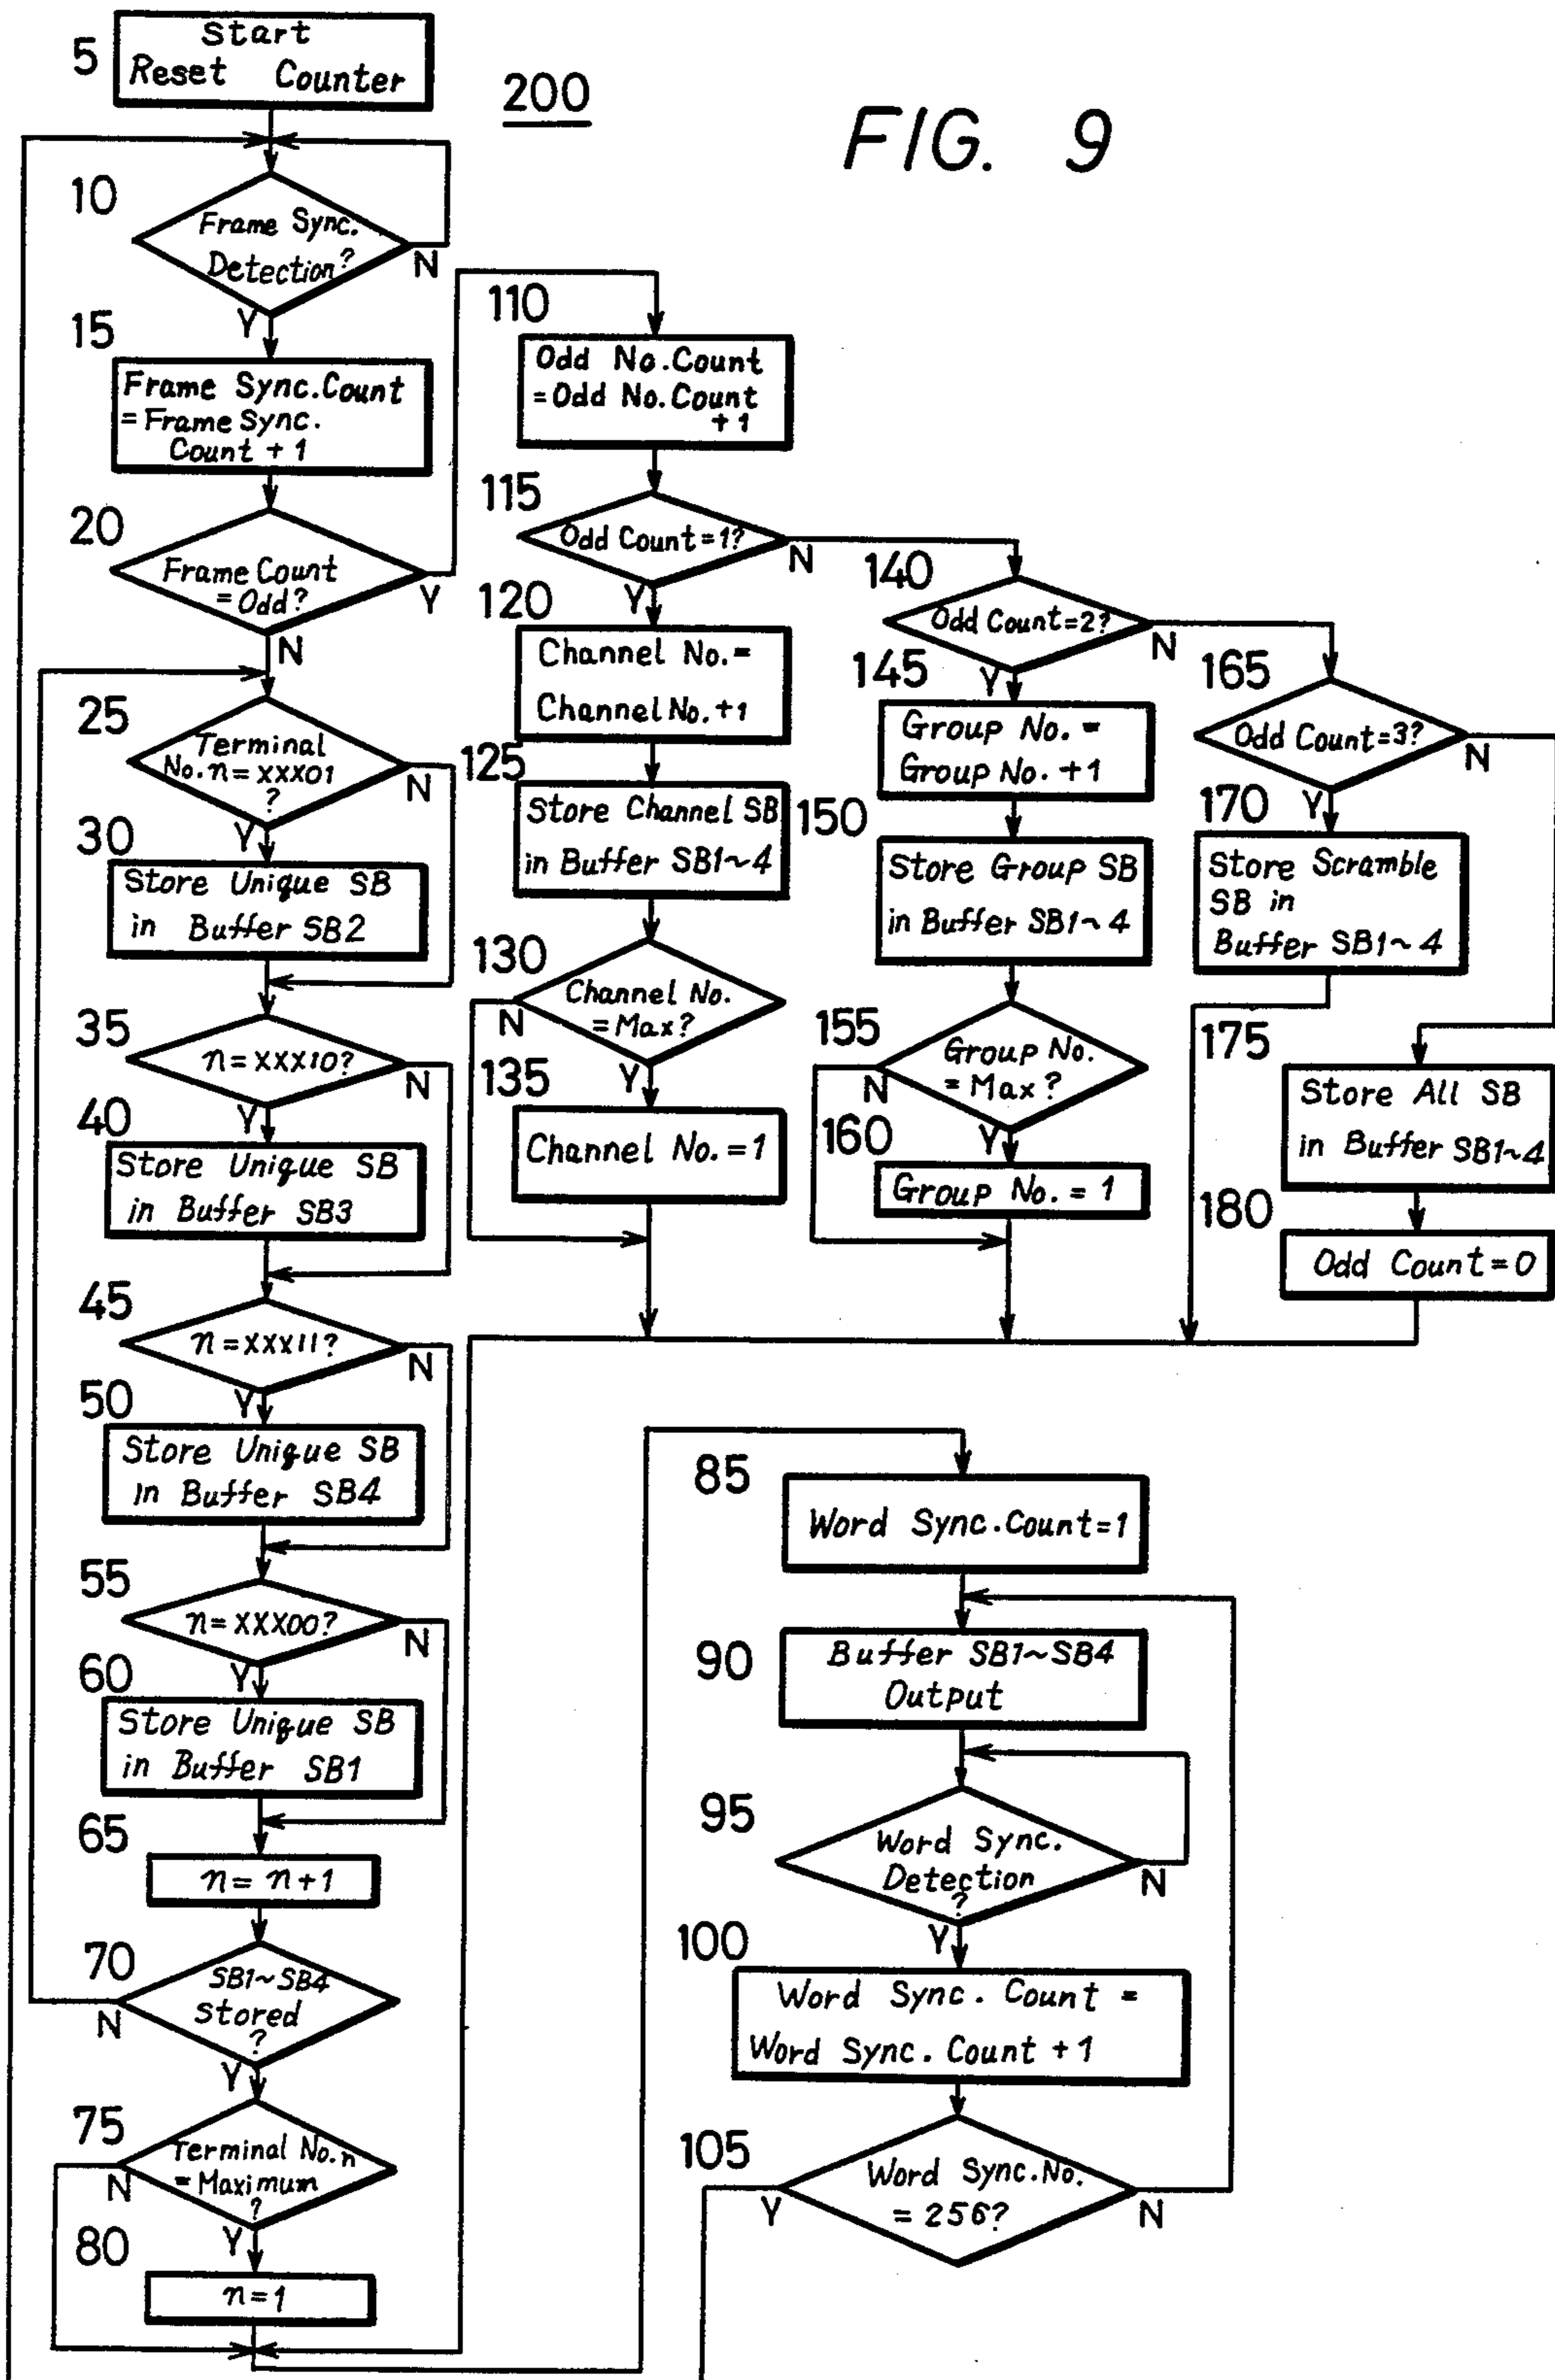 FIG. 9
200
5
Start
Reset Counter
10
Frame Sync.
Detection?
N
Y
15
Frame Sync.Count
=Frame Sync.
Count + 1
20
Frame Count
=Odd?
Y
N
25
Terminal
No.n=XXX01
?
N
Y
30
Store Unique SB
in Buffer SB2
35
n=XXX10?
N
Y
40
Store Unique SB
in Buffer SB3
45
n=XXX11?
N
Y
50
Store Unique SB
in Buffer SB4
55
n=XXX00?
N
Y
60
Store Unique SB
in Buffer SB1
65
n=n+1
70
SB1~SB4
stored
?
N
Y
75
Terminal No.n
=Maximum
?
N
Y
80
n=1
110
Odd No.Count
=Odd No.Count
+1
115
Odd Count=1?
N
Y
120
Channel No.=
Channel No.+1
125
Store Channel SB
in Buffer SB1~4
130
Channel No.
=Max?
N
Y
135
Channel No.=1
140
Odd Count=2?
N
Y
145
Group No.=
Group No.+1
150
Store Group SB
in Buffer SB1~4
155
Group No.
=Max?
N
Y
160
Group No.=1
165
Odd Count=3?
N
Y
170
Store Scramble
SB in
Buffer SB1~4
175
Store All SB
in Buffer SB1~4
180
Odd Count=0
85
Word Sync.Count=1
90
Buffer SB1~SB4
Output
95
Word Sync.
Detection
?
N
Y
100
Word Sync. Count =
Word Sync. Count +1
105
Word Sync.No.
=256?
Y
N